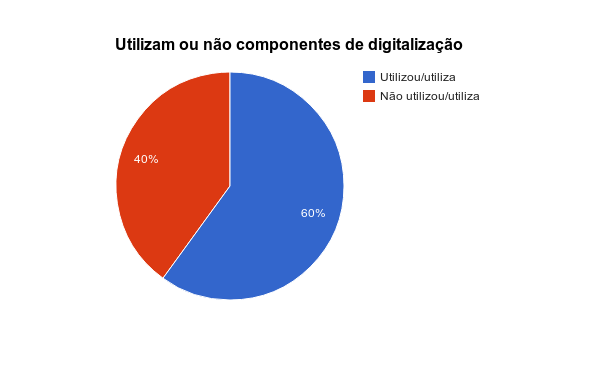 Utilizam ou não componentes de digitalização
Utilizou/utiliza
Não utilizou/utiliza
40%
60%